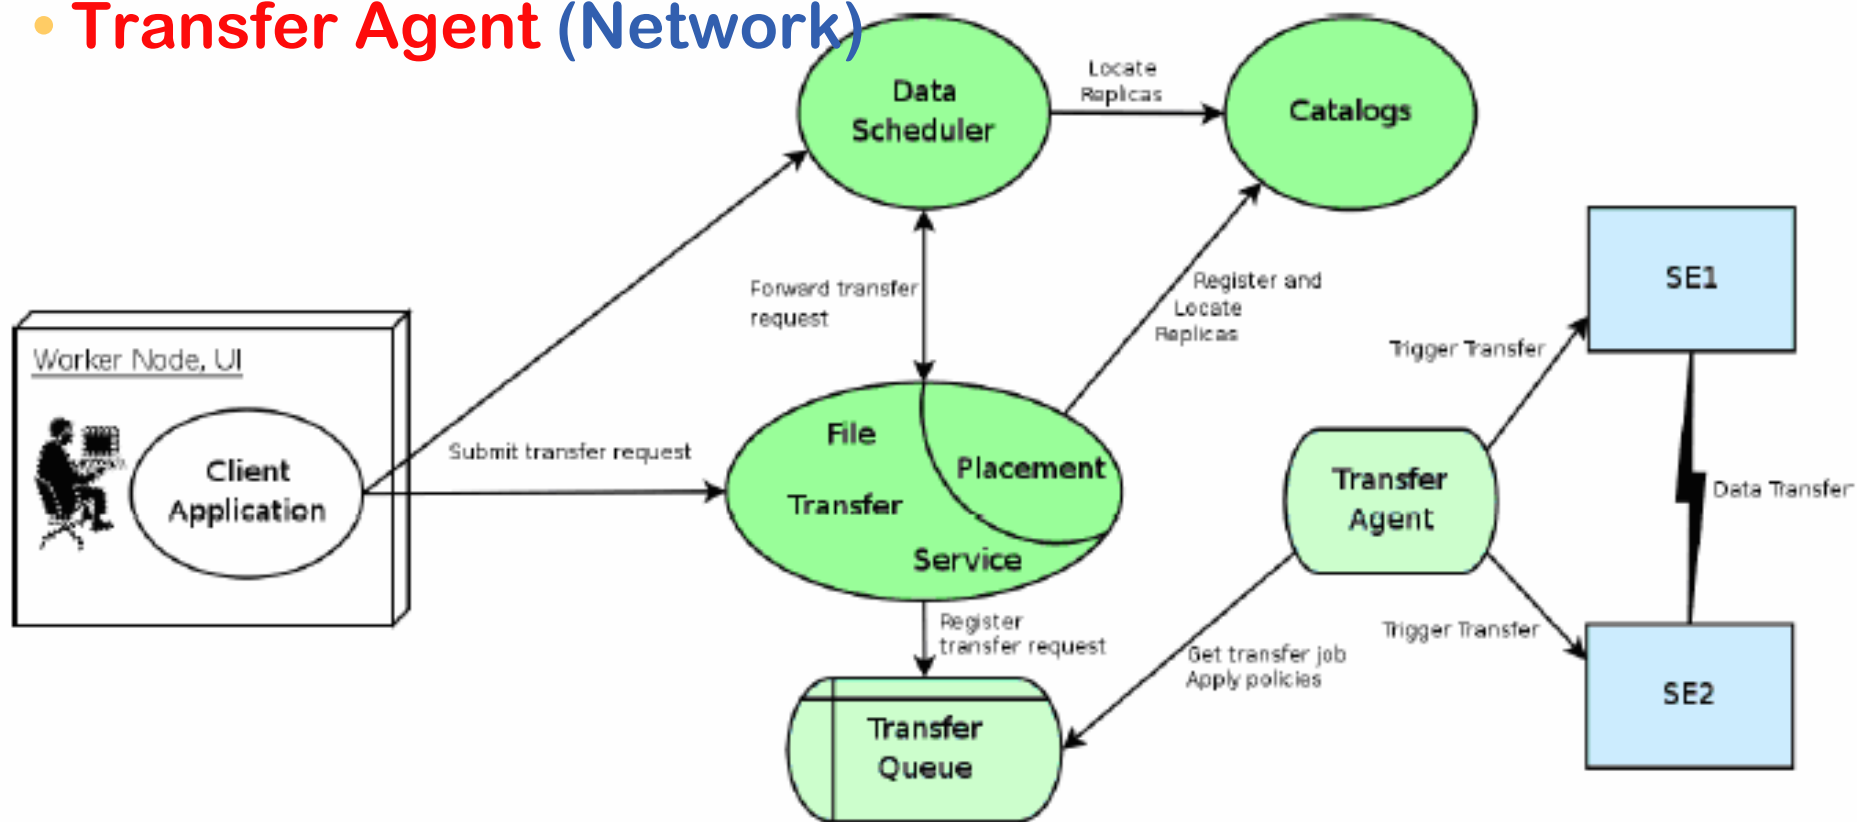 • Transfer Agent (Network)
Data
Scheduler
Locate
Replicas
Catalogs
Forward transfer
request
Register and
Locate
Replicas
SE1
Worker Node, UI
Client
Application
Submit transfer request
File
Transfer
Service
Placement
Trigger Transfer
Transfer
Agent
Data Transfer
Register
transfer request
Get transfer job
Apply policies
Trigger Transfer
Transfer
Queue
SE2